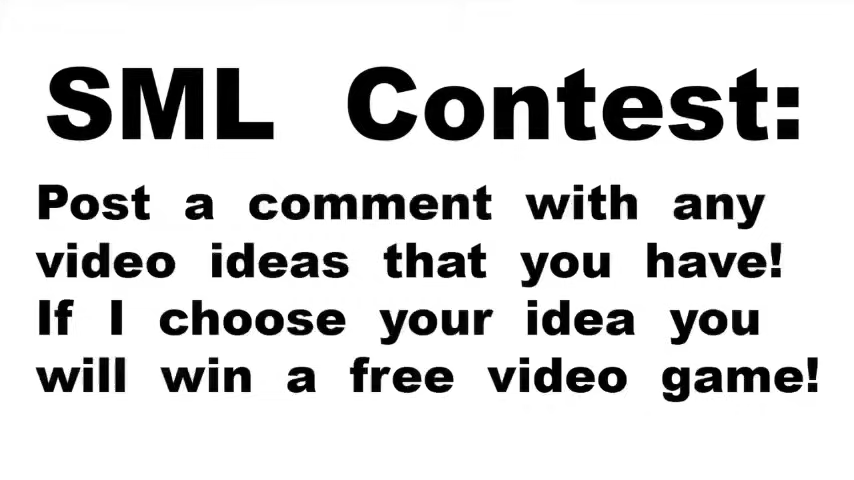 SML Contest:
Post a comment with any
video ideas that you have!
If I choose your idea you
will win a free video game!